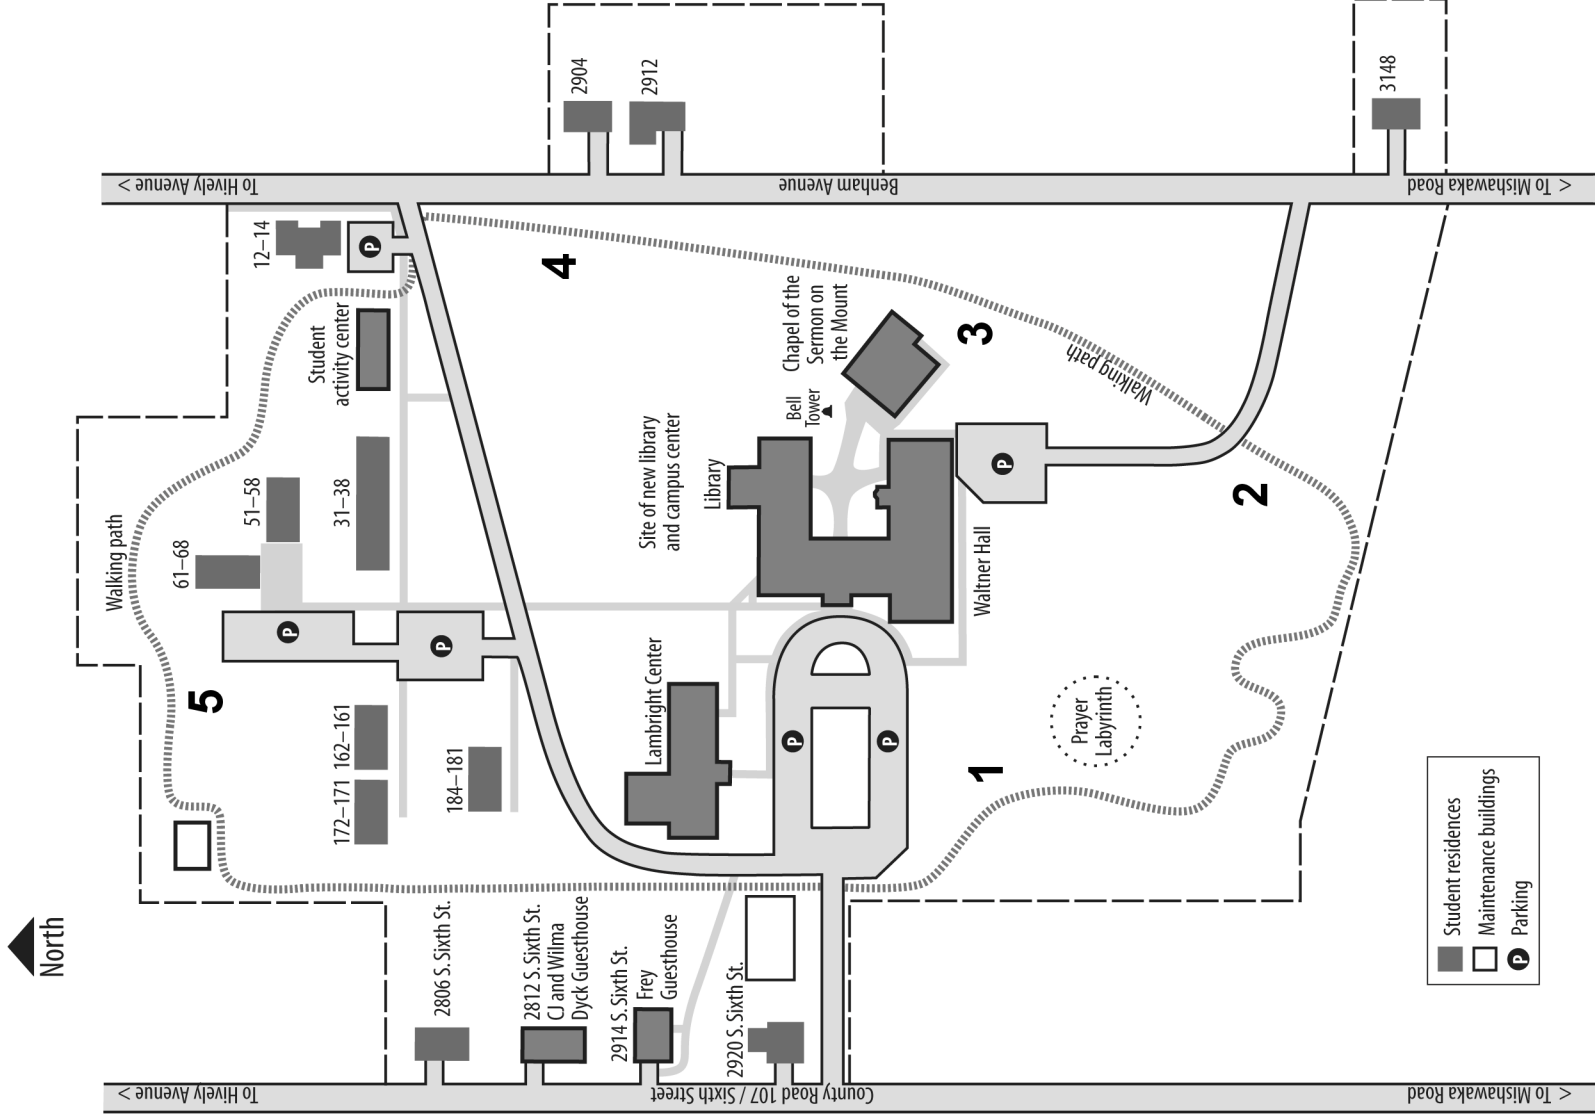 North
To Hively Avenue >
Benham Avenue
< To Mishawaka Road
2904
2912
3148
12–14
P
4
Student
activity center
Walking path
51–58
61–68
31–38
P
P
5
172–171
162–161
184–181
Chapel of the
Sermon on
the Mount
3
Bell
Tower
Site of new library
and campus center
Library
Walking path
P
2
Waltner Hall
Lambright Center
P
P
1
Prayer
Labyrinth
2806 S. Sixth St.
2812 S. Sixth St.
CJ and Wilma
Dyck Guesthouse
2914 S. Sixth St.
Frey
Guesthouse
2920 S. Sixth St.
To Hively Avenue >
County Road 107 / Sixth Street
< To Mishawaka Road
Student residences
Maintenance buildings
P Parking